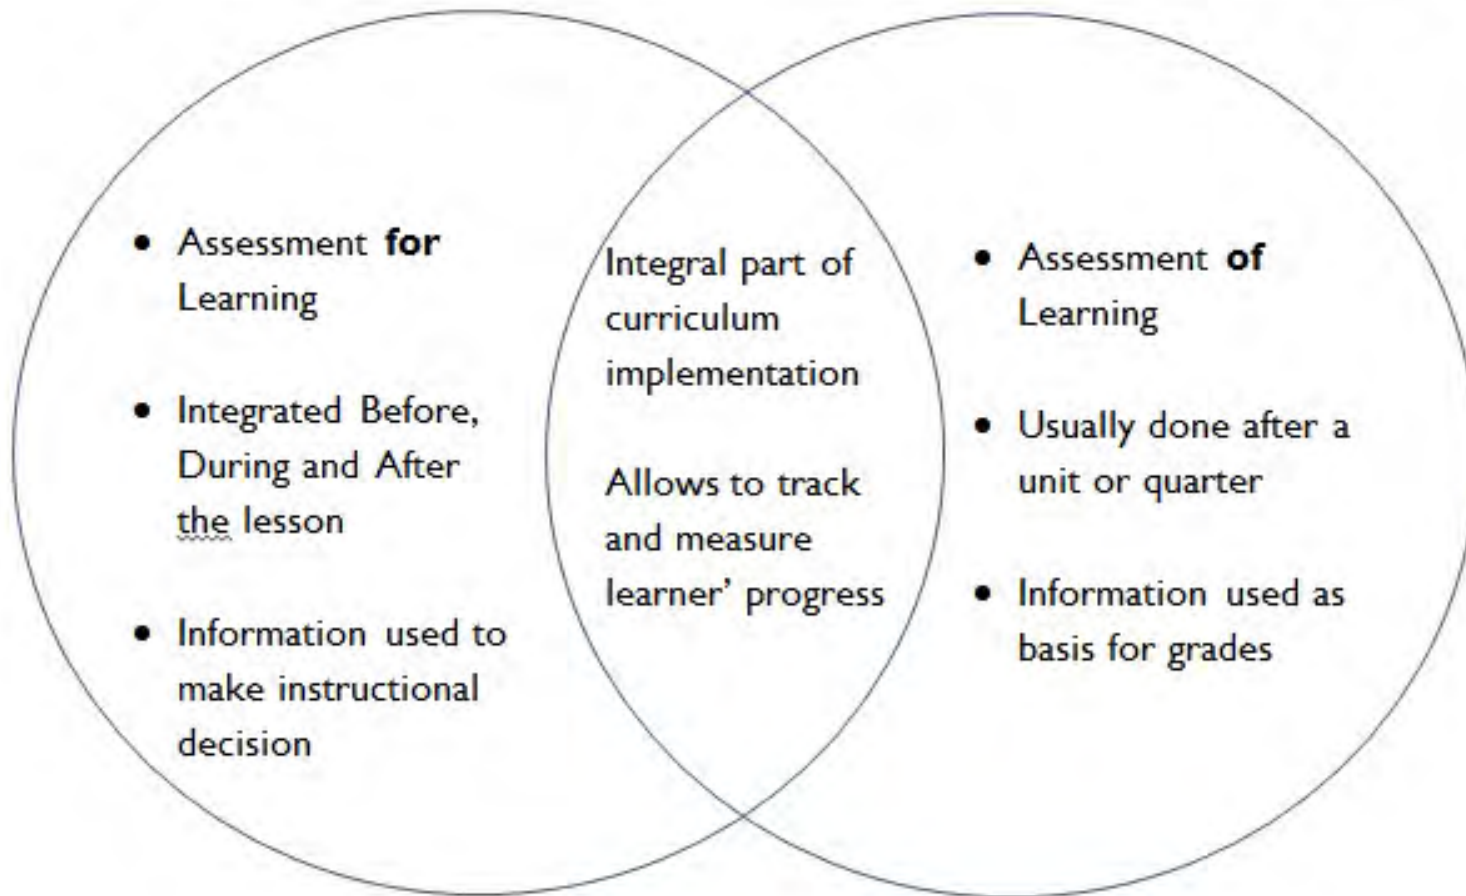 • Assessment for
Learning
• Integrated Before,
During and After
the lesson
• Information used to
make instructional
decision
Integral part of
curriculum
implementation
Allows to track
and measure
learner’ progress
• Assessment of
Learning
• Usually done after a
unit or quarter
• Information used as
basis for grades